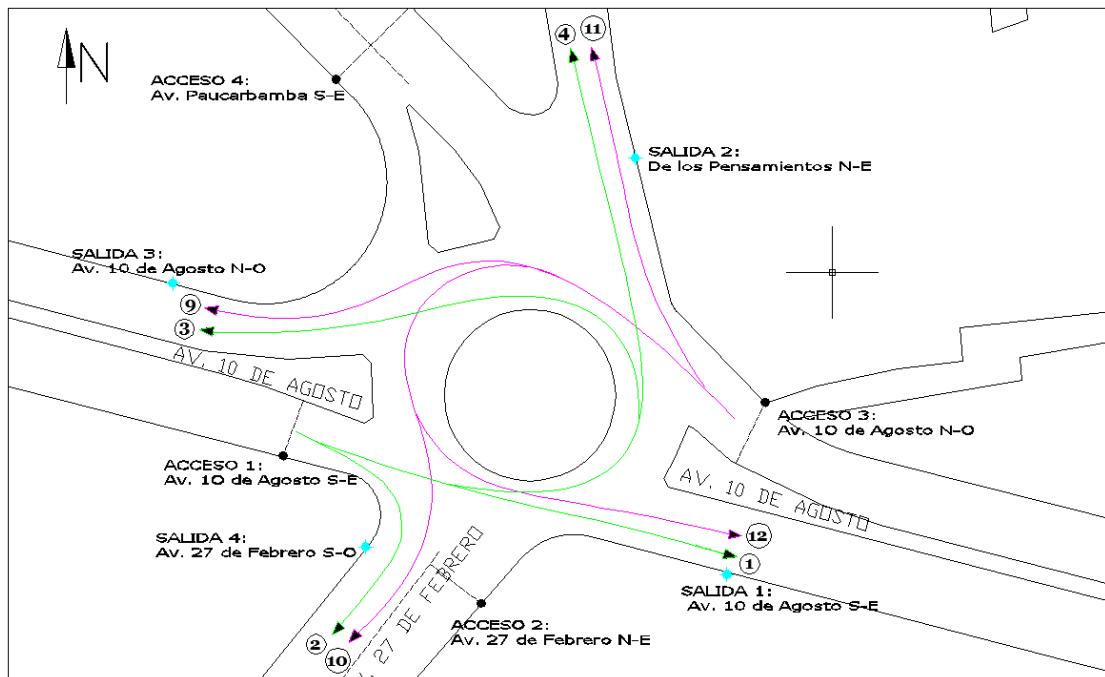 4
11
N
ACCESO 4:
Av. Paucarbamba S-E
SALIDA 2:
De los Pensamientos N-E
SALIDA 3:
Av. 10 de Agosto N-O
9
3
AV. 10 DE AGOSTO
ACCESO 3:
Av. 10 de Agosto N-O
ACCESO 1:
Av. 10 de Agosto S-E
AV. 10 DE AGOSTO
SALIDA 4:
Av. 27 de Febrero S-O
12
1
SALIDA 1:
Av. 10 de Agosto S-E
27 DE FEBRERO
ACCESO 2:
Av. 27 de Febrero N-E
2
10